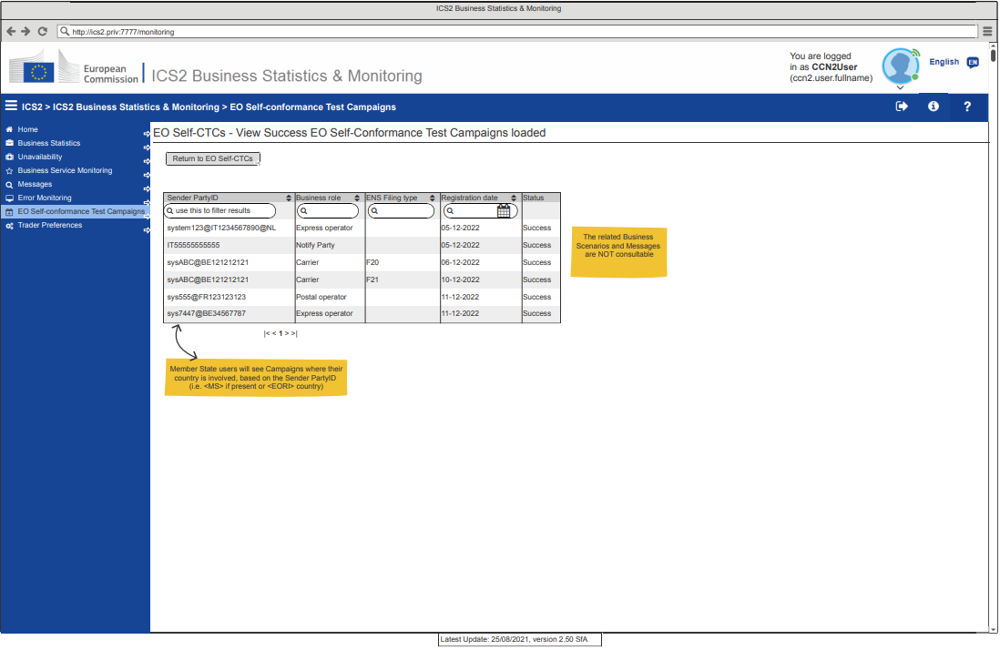 ICS2 Business Statistics & Monitoring
http://ics2.priv:7777/monitoring
European
Commission
ICS2 Business Statistics & Monitoring
You are logged
in as CCN2User
(ccn2.user.fullname)
English
EN
ICS2 > ICS2 Business Statistics & Monitoring > EO Self-conformance Test Campaigns
?
Home
Business Statistics
Unavailability
Business Service Monitoring
Messages
Error Monitoring
EO Self-conformance Test Campaigns
Trader Preferences
EO Self-CTCs - View Success EO Self-Conformance Test Campaigns loaded
Return to EO Self-CTCs
Sender PartyID Business role ENS Filing type Registration date Status
use this to filter results
system123@IT1234567890@NL Express operator 05-12-2022 Success
IT55555555555 Notify Party 05-12-2022 Success
sysABC@BE121212121 Carrier F20 06-12-2022 Success
sysABC@BE121212121 Carrier F21 10-12-2022 Success
sys555@FR123123123 Postal operator 11-12-2022 Success
sys7447@BE34567787 Express operator 11-12-2022 Success
|< < 1 > >|
The related Business
Scenarios and Messages
are NOT consultable
Member State users will see Campaigns where their
country is involved, based on the Sender PartyID
(i.e. <MS> if present or <EORI> country)
Latest Update: 25/08/2021, version 2.50 SfA